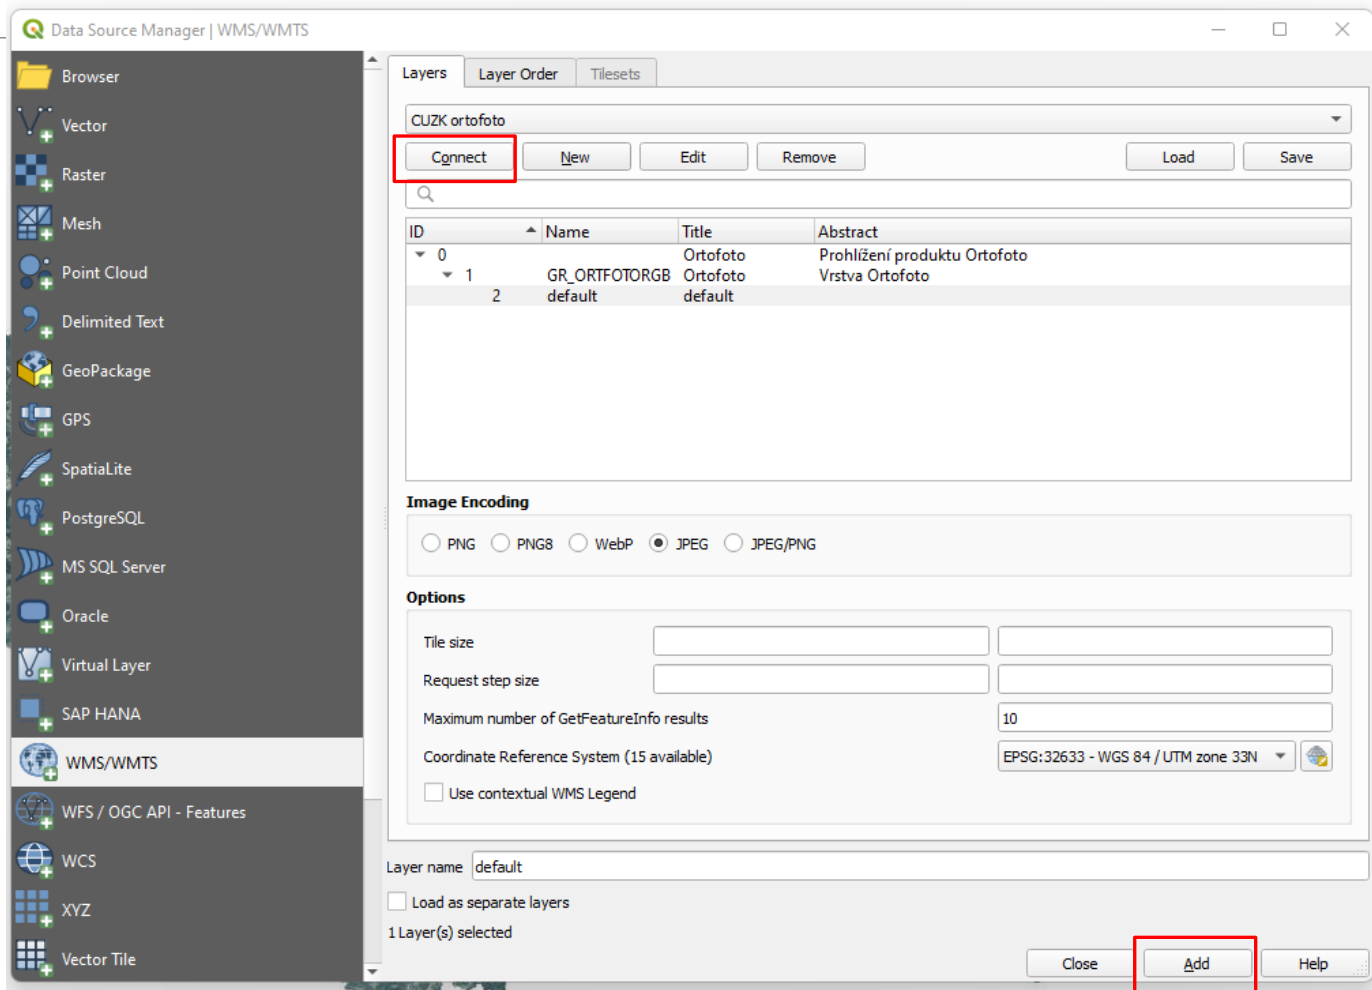 Data Source Manager | WMS/WMTS
Browser
Vector
Raster
Mesh
Point Cloud
Delimited Text
GeoPackage
GPS
SpatiaLite
PostgreSQL
MS SQL Server
Oracle
Virtual Layer
SAP HANA
WMS/WMTS
WFS / OGC API - Features
WCS
XYZ
Vector Tile
Layers Layer Order Tilesets
CUZK ortofoto
Connect New Edit Remove Load Save
ID Name Title Abstract
0 Ortofoto Prohlížení produktu Ortofoto
1 GR_ORTFOTORGB Ortofoto Vrstva Ortofoto
2 default default
Image Encoding
PNG PNG8 WebP JPEG JPEG/PNG
Options
Tile size
Request step size
Maximum number of GetFeatureInfo results 10
Coordinate Reference System (15 available) EPSG:32633 - WGS 84 / UTM zone 33N
Use contextual WMS Legend
Layer name default
Load as separate layers
1 Layer(s) selected
Close Add Help